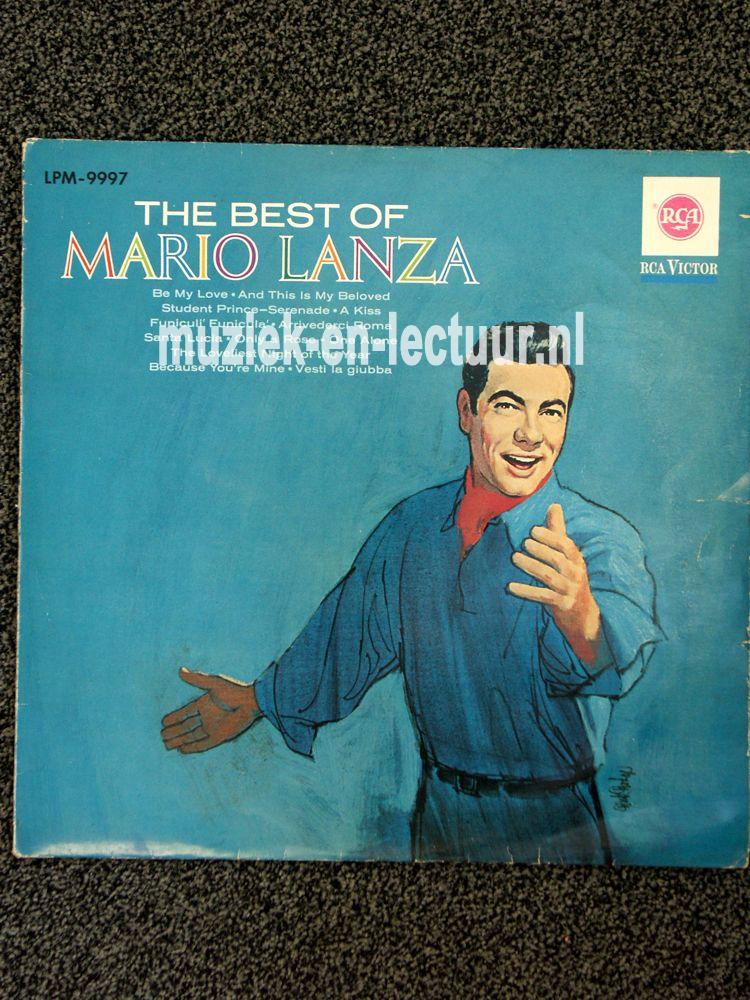 LPM-9997
THE BEST OF
MARIO LANZA
RCA
RCA VICTOR
Be My Love • And This Is My Beloved
Student Prince–Serenade • A Kiss
Funiculi' Funicula' • Arrivederci Roma
Santa Lucia • Only a Rose • One Alone
The Loveliest Night of the Year
Because You're Mine • Vesti la giubba
muziek-en-lectuur.nl